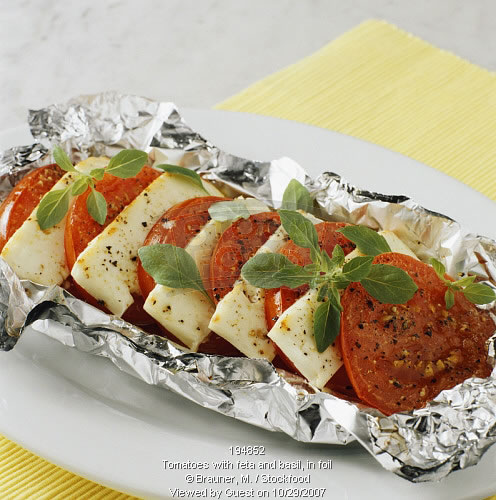 194852
Tomatoes with feta and basil, in foil
© Brauner, M. / Stockfood
Viewed by Guest on 10/29/2007